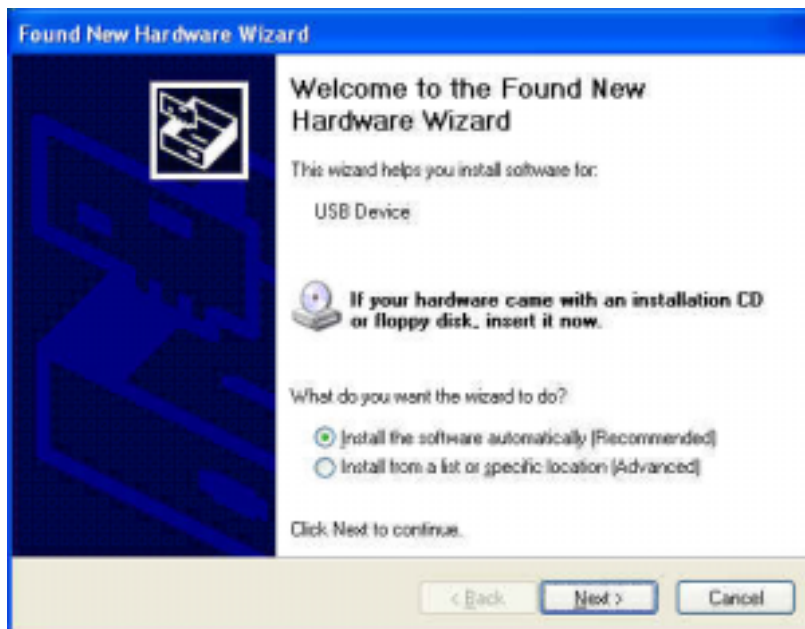 Found New Hardware Wizard
Welcome to the Found New
Hardware Wizard
This wizard helps you install software for:
USB Device
If your hardware came with an installation CD
or floppy disk, insert it now.
What do you want the wizard to do?
Install the software automatically (Recommended)
Install from a list or specific location (Advanced)
Click Next to continue.
< Back
Next >
Cancel